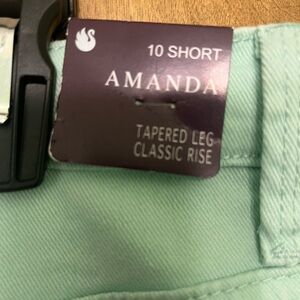 10 SHORT
AMANDA
TAPERED LEG
CLASSIC RISE